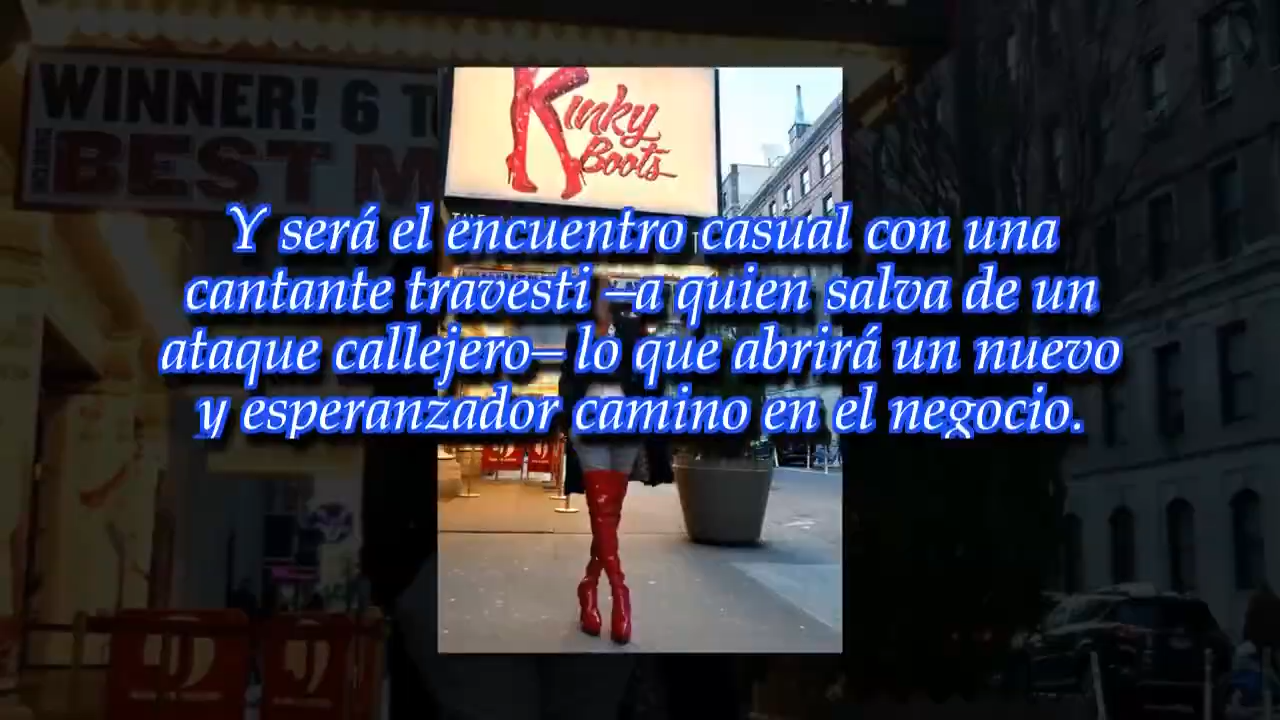 WINNER! 6
BEST
Kinky
Boots
Y será el encuentro casual con una
cantante travesti –a quien salva de un
ataque callejero– lo que abrirá un nuevo
y esperanzador camino en el negocio.